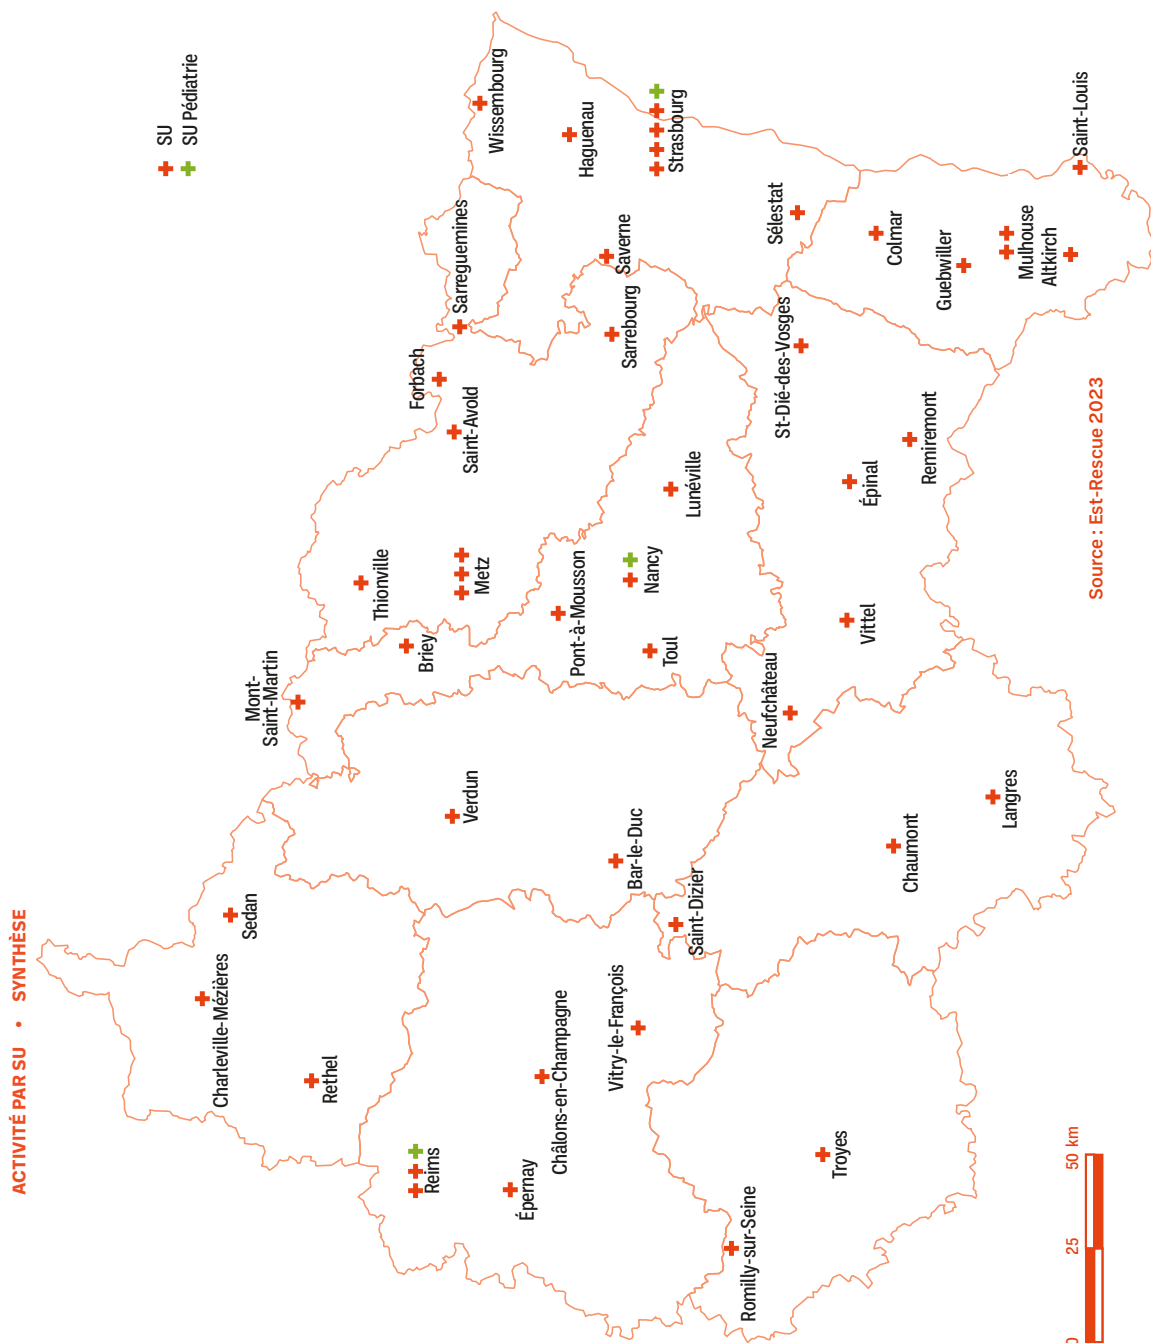 ACTIVITÉ PAR SU • SYNTHÈSE
SU
SU Pédiatrie
Charleville-Mézières
Sedan
Rethel
Reims
Épernay
Châlons-en-Champagne
Vitry-le-François
Romilly-sur-Seine
Troyes
Saint-Dizier
Chaumont
Langres
Verdun
Bar-le-Duc
Mont-
Saint-Martin
Briey
Thionville
Metz
Pont-à-Mousson
Toul
Nancy
Lunéville
Neufchâteau
Vittel
Épinal
Remiremont
St-Dié-des-Vosges
Forbach
Saint-Avold
Sarreguemines
Sarrebourg
Saverne
Wissembourg
Haguenau
Strasbourg
Sélestat
Colmar
Guebwiller
Mulhouse
Altkirch
Saint-Louis
0 25 50 km
Source : Est-Rescue 2023